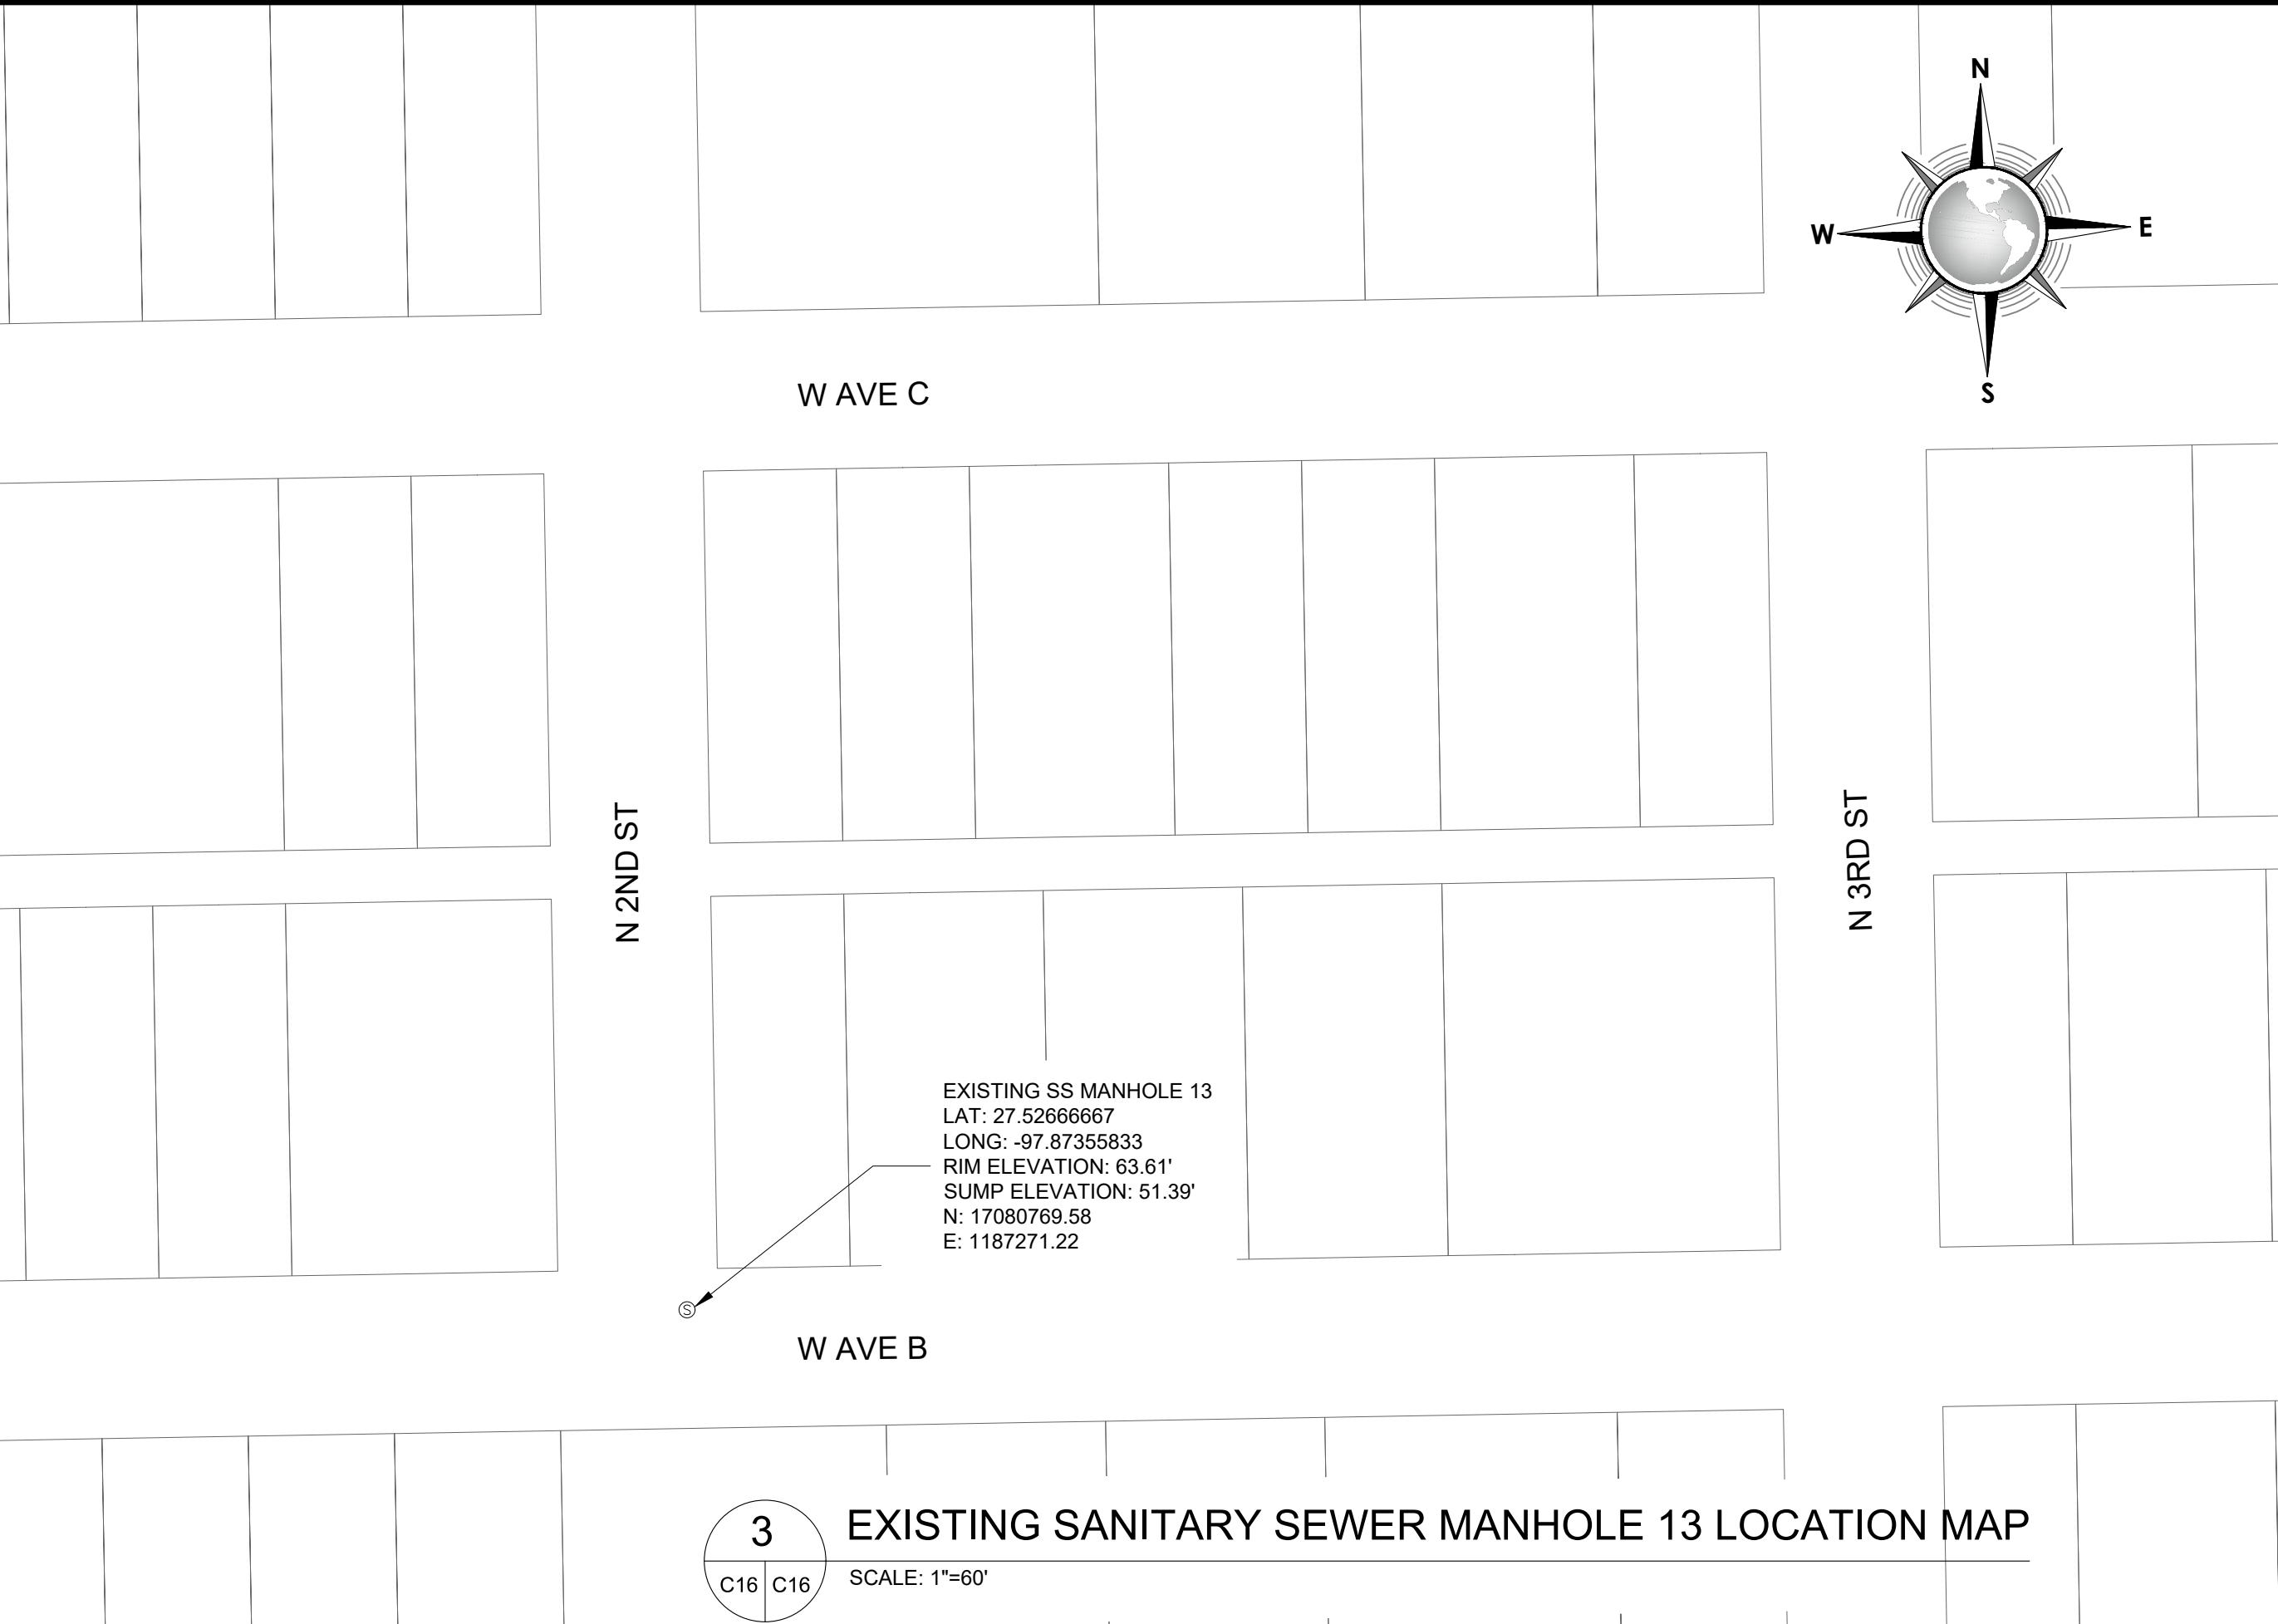 N
W
E
S
W AVE C
N 2ND ST
N 3RD ST
EXISTING SS MANHOLE 13
LAT: 27.52666667
LONG: -97.87355833
RIM ELEVATION: 63.61'
SUMP ELEVATION: 51.39'
N: 17080769.58
E: 1187271.22
S
W AVE B
3
C16 C16
EXISTING SANITARY SEWER MANHOLE 13 LOCATION MAP
SCALE: 1"=60'